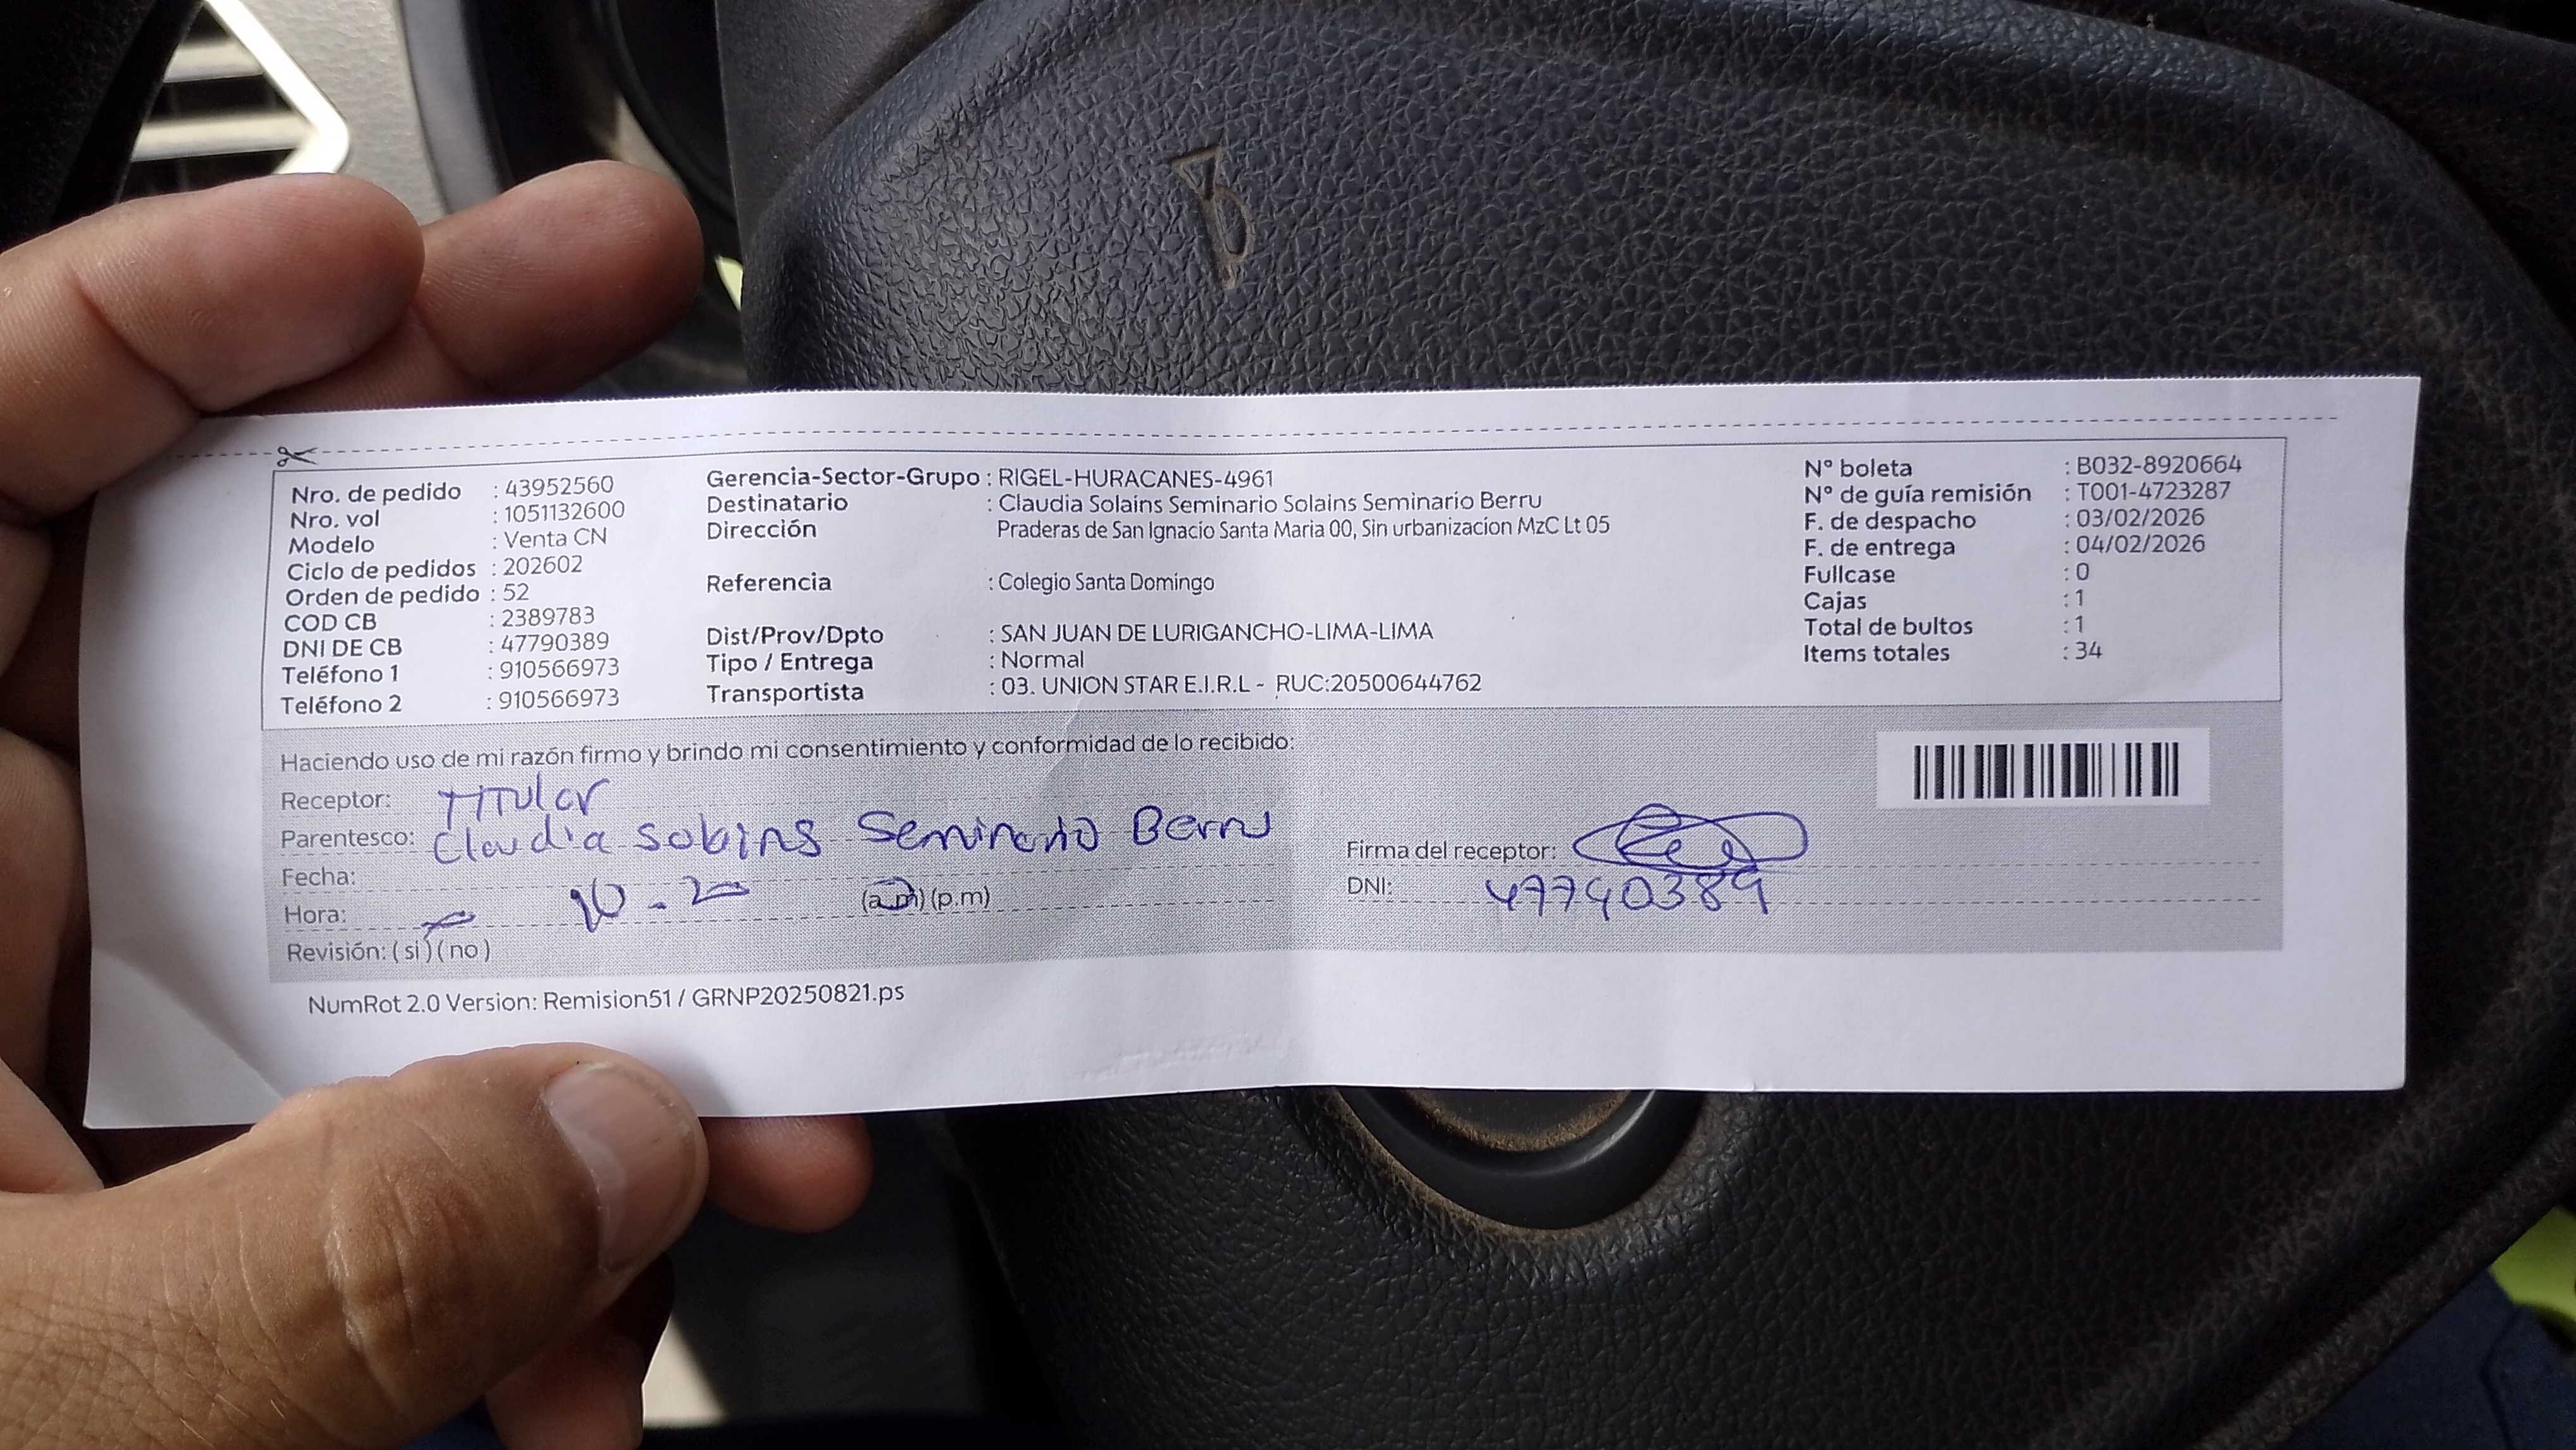 Nro. de pedido : 43952560
Nro. vol : 1051132600
Modelo : Venta CN
Ciclo de pedidos : 202602
Orden de pedido : 52
COD CB : 2389783
DNI DE CB : 47790389
Teléfono 1 : 910566973
Teléfono 2 : 910566973
Gerencia-Sector-Grupo : RIGEL-HURACANES-4961
Destinatario : Claudia Solains Seminario Solains Seminario Berru
Dirección Praderas de San Ignacio Santa Maria 00, Sin urbanizacion MzC Lt 05
Referencia : Colegio Santa Domingo
Dist/Prov/Dpto : SAN JUAN DE LURIGANCHO-LIMA-LIMA
Tipo / Entrega : Normal
Transportista : 03. UNION STAR E.I.R.L - RUC:20500644762
N° boleta : B032-8920664
N° de guía remisión : T001-4723287
F. de despacho : 03/02/2026
F. de entrega : 04/02/2026
Fullcase : 0
Cajas : 1
Total de bultos : 1
Items totales : 34
Haciendo uso de mi razón firmo y brindo mi consentimiento y conformidad de lo recibido:
Receptor: Titular
Parentesco: Claudia Solains Seminario Berru
Fecha:
Hora: 10 - 20 (a.m) (p.m)
Revisión: ( si ) ( no )
Firma del receptor:
DNI: 47790389
NumRot 2.0 Version: Remision51 / GRNP20250821.ps